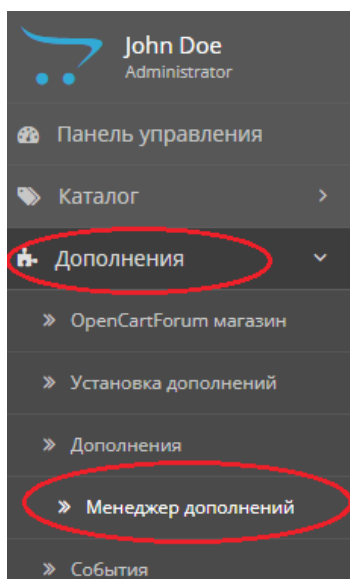 John Doe
Administrator
Панель управления
Каталог
Дополнения
OpenCartForum магазин
Установка дополнений
Дополнения
Менеджер дополнений
События